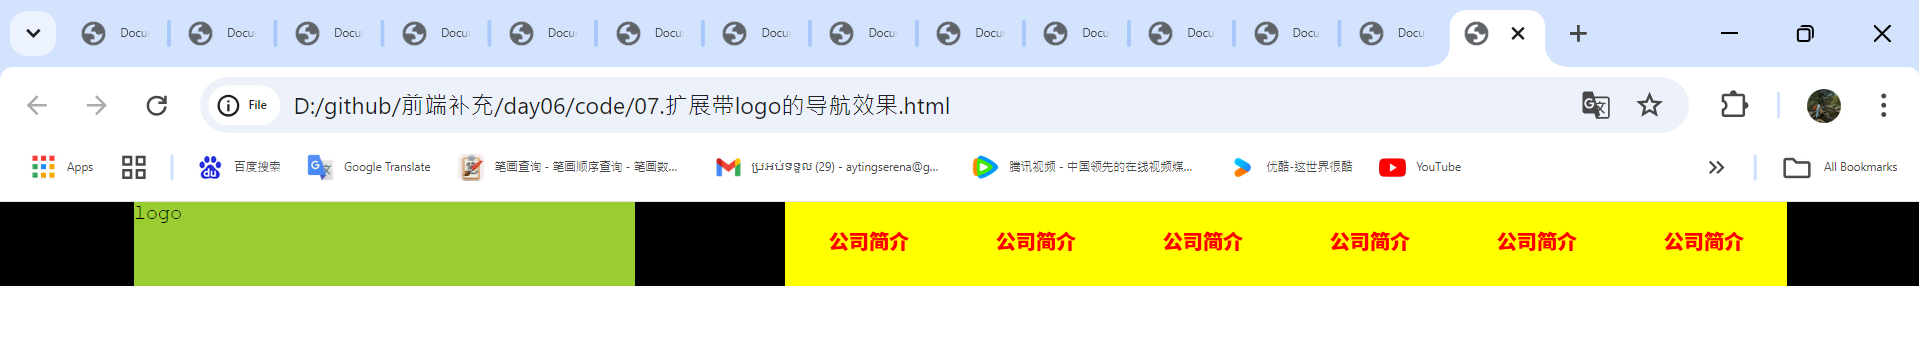 Docu Docu Docu Docu Docu Docu Docu Docu Docu Docu Docu Docu Docu
File D:/github/前端补充/day06/code/07.扩展带logo的导航效果.html
Apps 百度搜索 Google Translate 笔画查询 - 笔画顺序查询 - 笔画数... ប្រអប់ទទួល (29) - aytingserena@g... 腾讯视频 - 中国领先的在线视频媒... 优酷-这世界很酷 YouTube All Bookmarks
logo
公司简介 公司简介 公司简介 公司简介 公司简介 公司简介